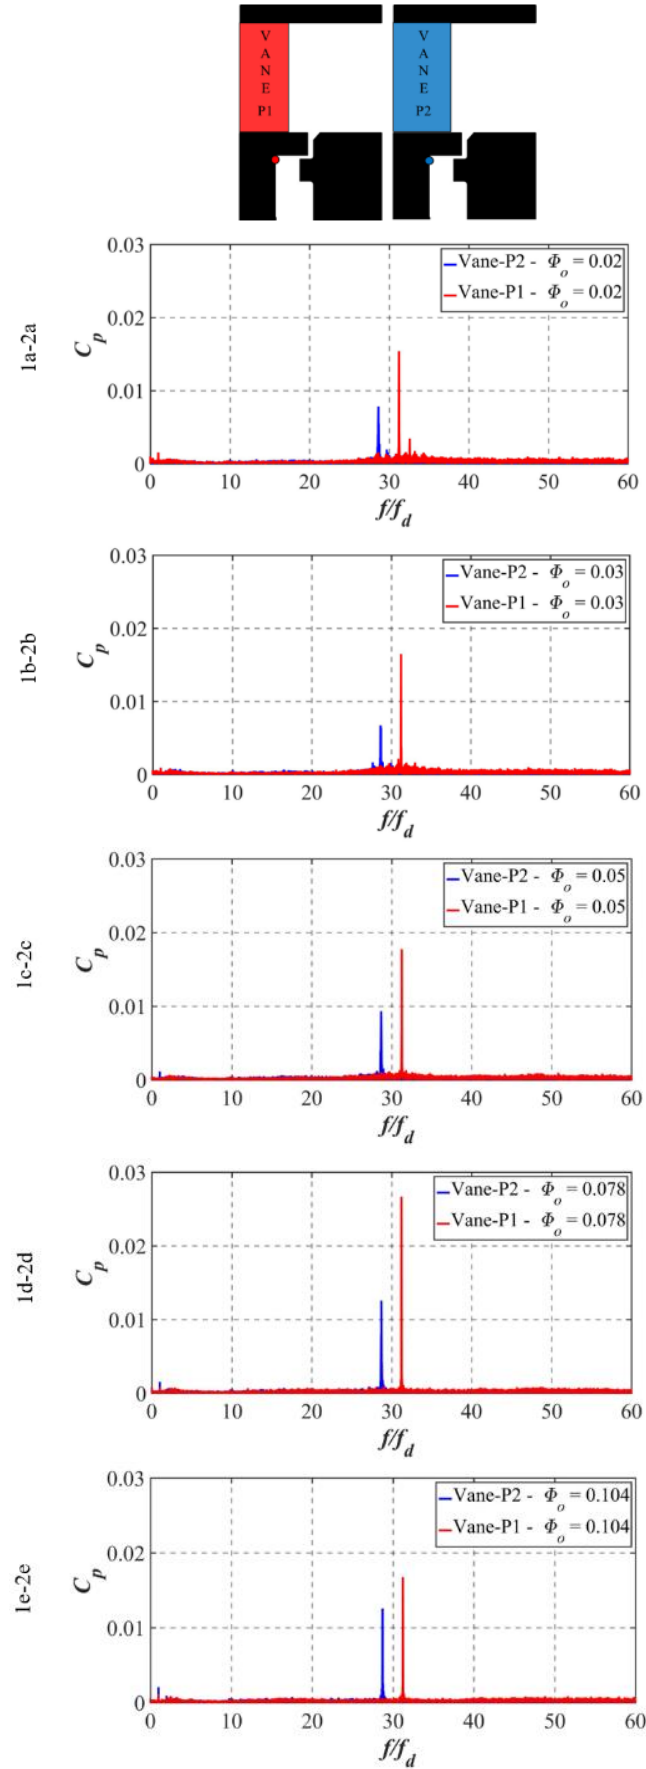 V V
A A
N N
E E
P1 P2
1a-2a
C_p
0.03
0.02
0.01
0
Vane-P2 - Φ_o = 0.02
Vane-P1 - Φ_o = 0.02
0 10 20 30 40 50 60
f/f_d
1b-2b
C_p
0.03
0.02
0.01
0
Vane-P2 - Φ_o = 0.03
Vane-P1 - Φ_o = 0.03
0 10 20 30 40 50 60
f/f_d
1c-2c
C_p
0.03
0.02
0.01
0
Vane-P2 - Φ_o = 0.05
Vane-P1 - Φ_o = 0.05
0 10 20 30 40 50 60
f/f_d
1d-2d
C_p
0.03
0.02
0.01
0
Vane-P2 - Φ_o = 0.078
Vane-P1 - Φ_o = 0.078
0 10 20 30 40 50 60
f/f_d
1e-2e
C_p
0.03
0.02
0.01
0
Vane-P2 - Φ_o = 0.104
Vane-P1 - Φ_o = 0.104
0 10 20 30 40 50 60
f/f_d